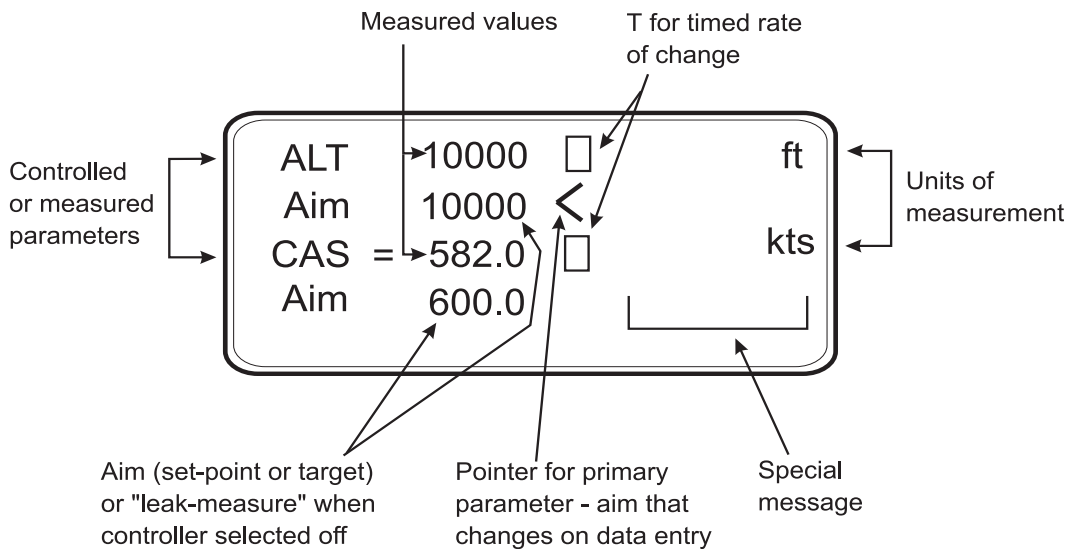 Measured values
T for timed rate
of change
Controlled
or measured
parameters
ALT 10000 ft
Aim 10000 <
CAS = 582.0 kts
Aim 600.0
Units of
measurement
Aim (set-point or target)
or "leak-measure" when
controller selected off
Pointer for primary
parameter - aim that
changes on data entry
Special
message